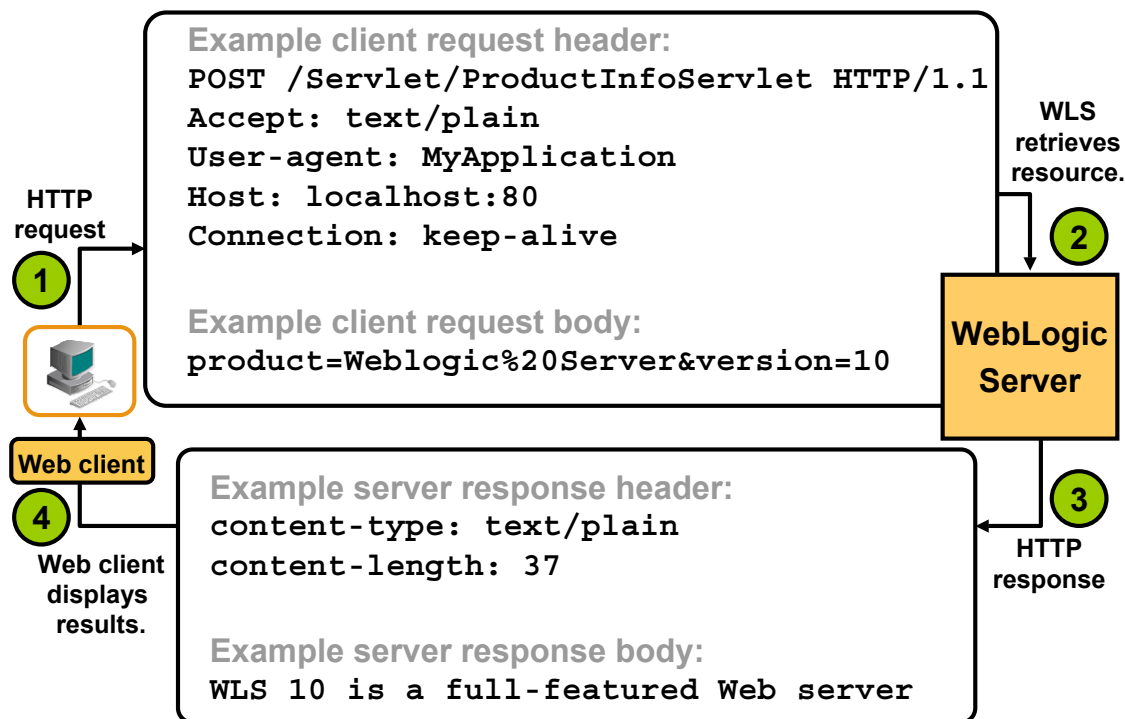 Example client request header:
POST /Servlet/ProductInfoServlet HTTP/1.1
Accept: text/plain
User-agent: MyApplication
Host: localhost:80
Connection: keep-alive
Example client request body:
product=Weblogic%20Server&version=10
HTTP
request
1
WLS
retrieves
resource.
2
WebLogic
Server
3
HTTP
response
Example server response header:
content-type: text/plain
content-length: 37
Example server response body:
WLS 10 is a full-featured Web server
Web client
4
Web client
displays
results.